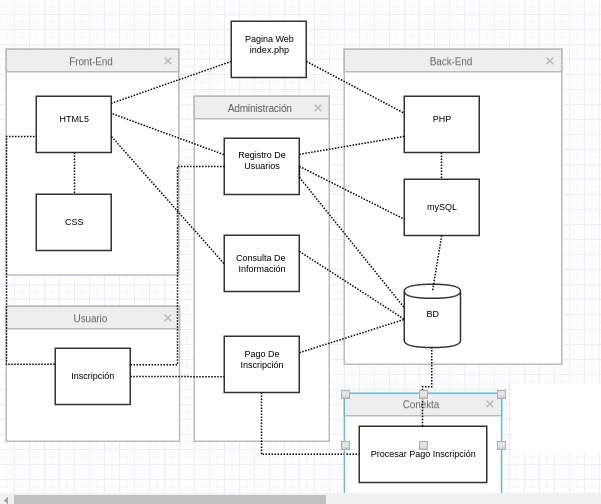 Pagina Web
index.php
Front-End
Back-End
HTML5
Administración
PHP
Registro De
Usuarios
CSS
mySQL
Consulta De
Información
BD
Usuario
Pago De
Inscripción
Inscripción
Conekta
Procesar Pago Inscripción